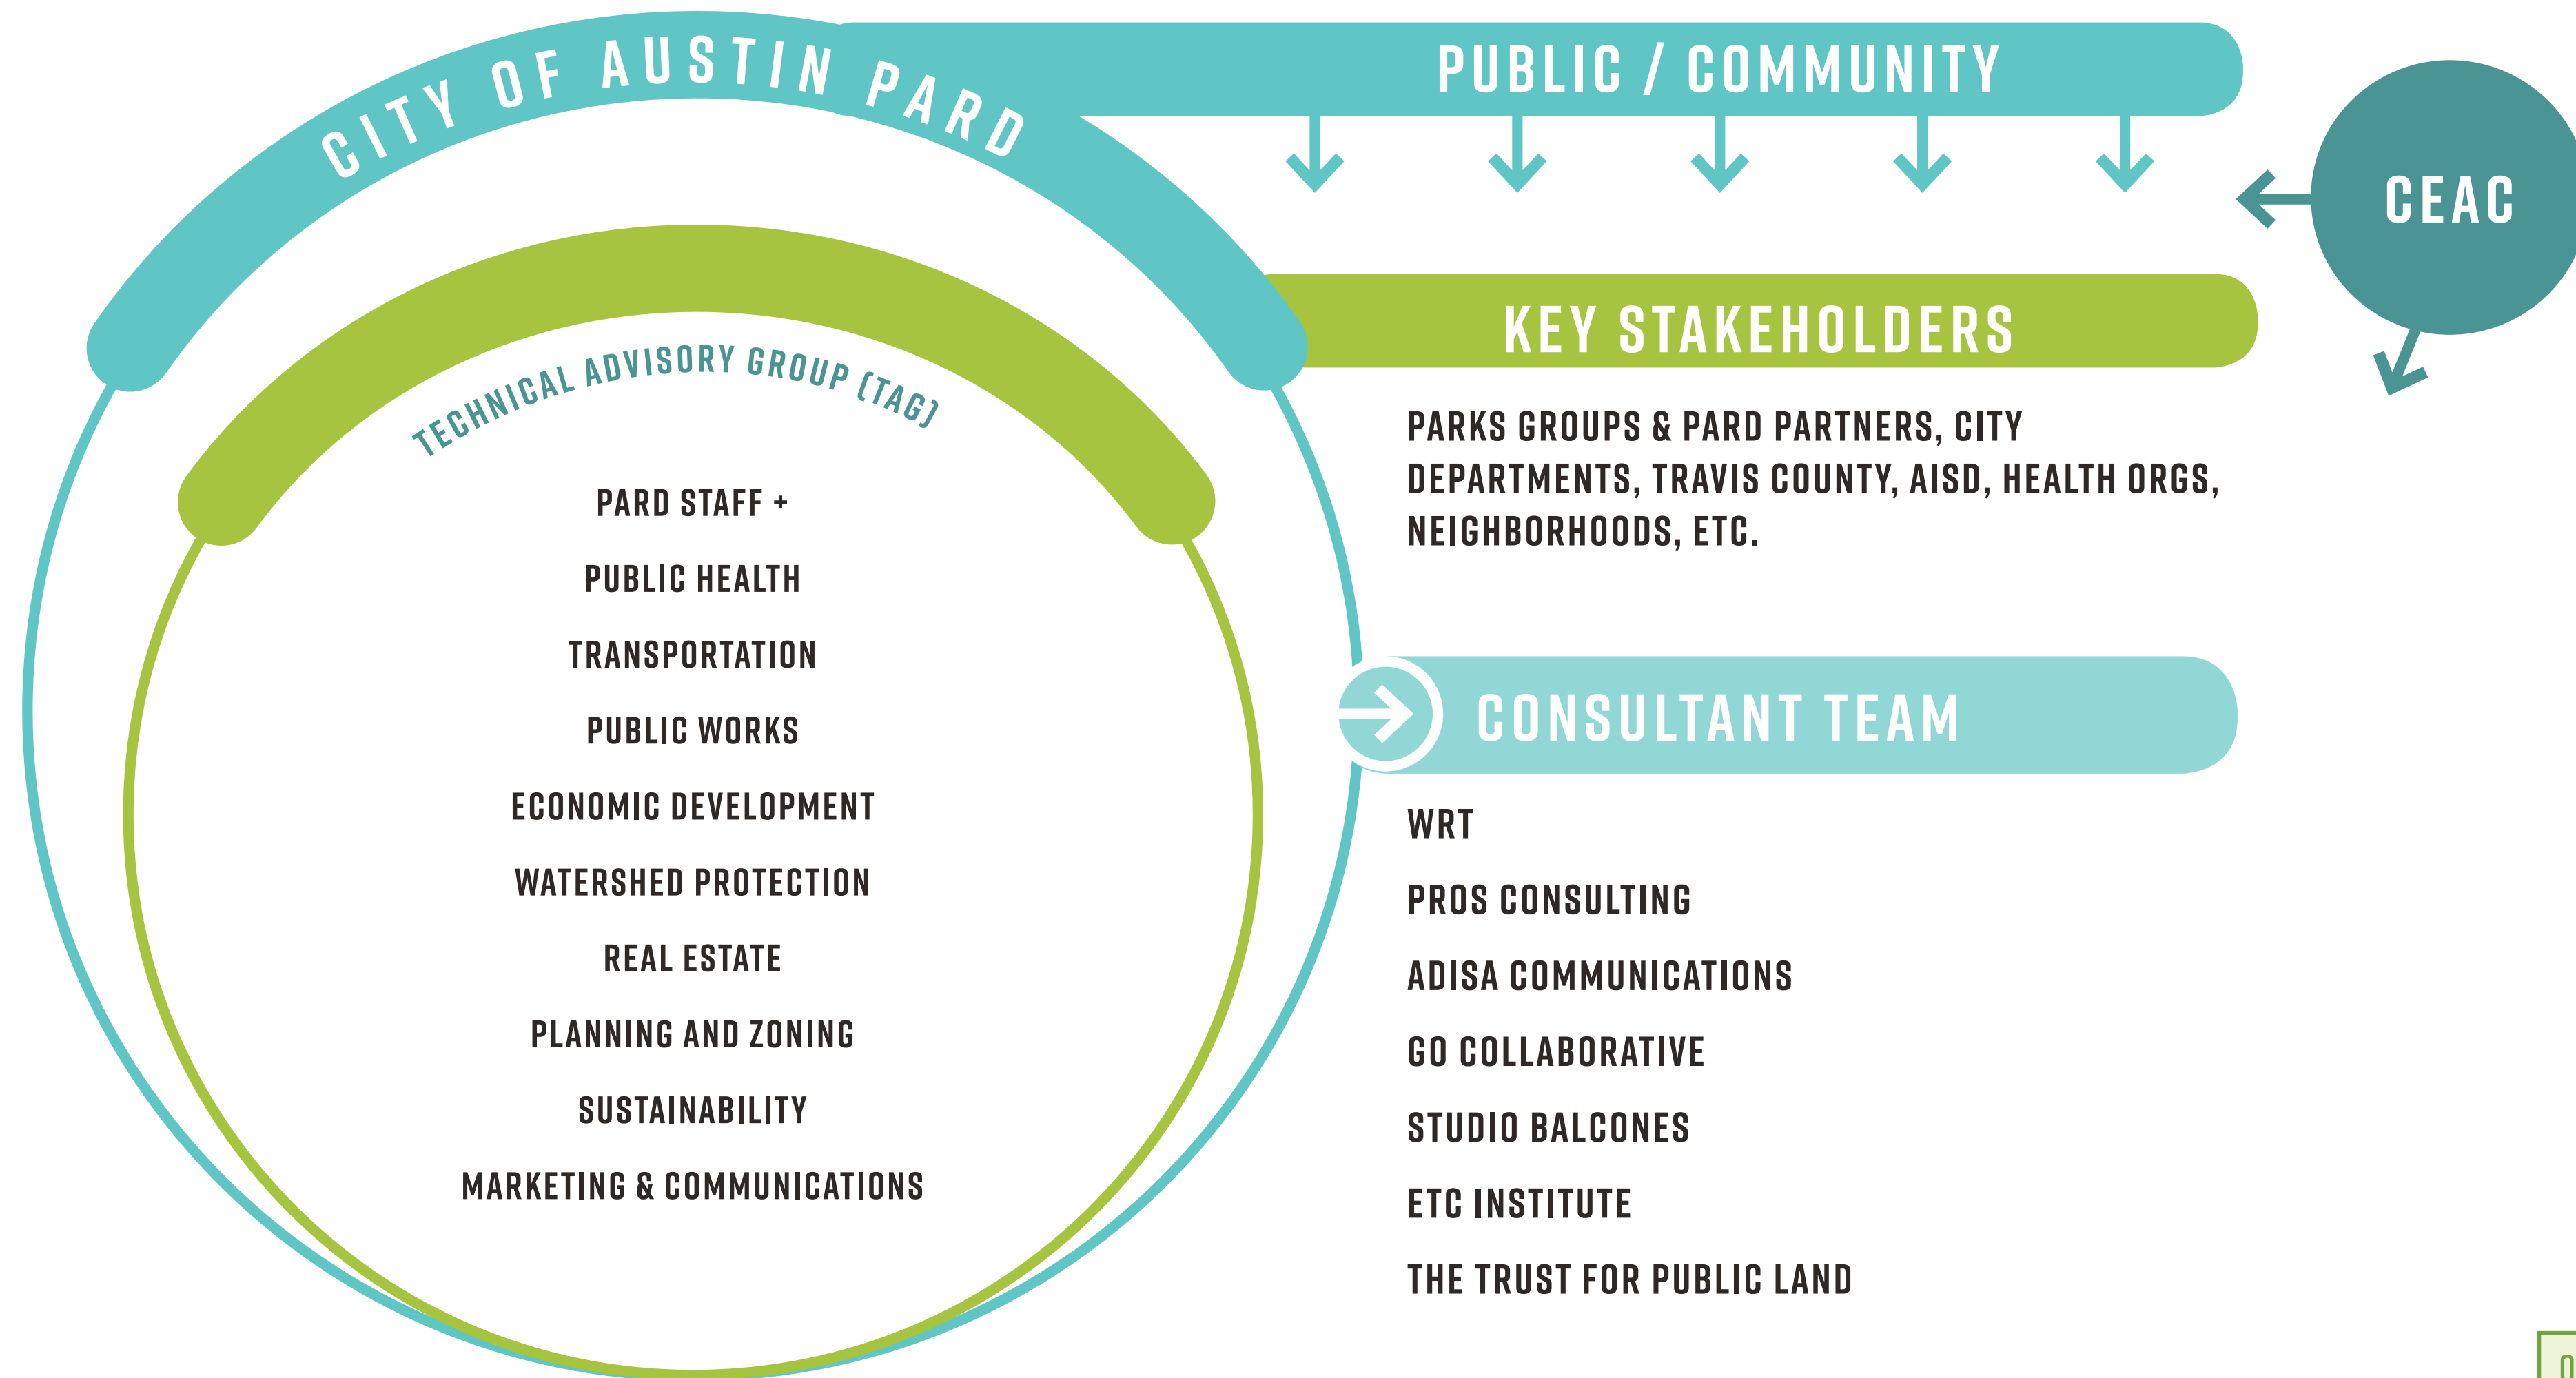 CITY OF AUSTIN PARD
PUBLIC / COMMUNITY
CEAC
KEY STAKEHOLDERS
PARKS GROUPS & PARD PARTNERS, CITY
DEPARTMENTS, TRAVIS COUNTY, AISD, HEALTH ORGS,
NEIGHBORHOODS, ETC.
TECHNICAL ADVISORY GROUP (TAG)
PARD STAFF +
PUBLIC HEALTH
TRANSPORTATION
PUBLIC WORKS
ECONOMIC DEVELOPMENT
WATERSHED PROTECTION
REAL ESTATE
PLANNING AND ZONING
SUSTAINABILITY
MARKETING & COMMUNICATIONS
CONSULTANT TEAM
WRT
PROS CONSULTING
ADISA COMMUNICATIONS
GO COLLABORATIVE
STUDIO BALCONES
ETC INSTITUTE
THE TRUST FOR PUBLIC LAND